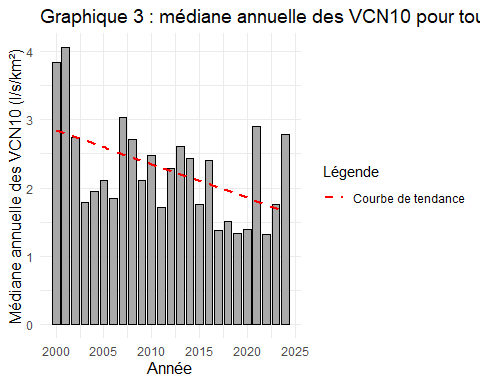 Graphique 3 : médiane annuelle des VCN10 pour tou
Médiane annuelle des VCN10 (l/s/km²)
4
3
2
1
0
2000 2005 2010 2015 2020 2025
Année
Légende
Courbe de tendance